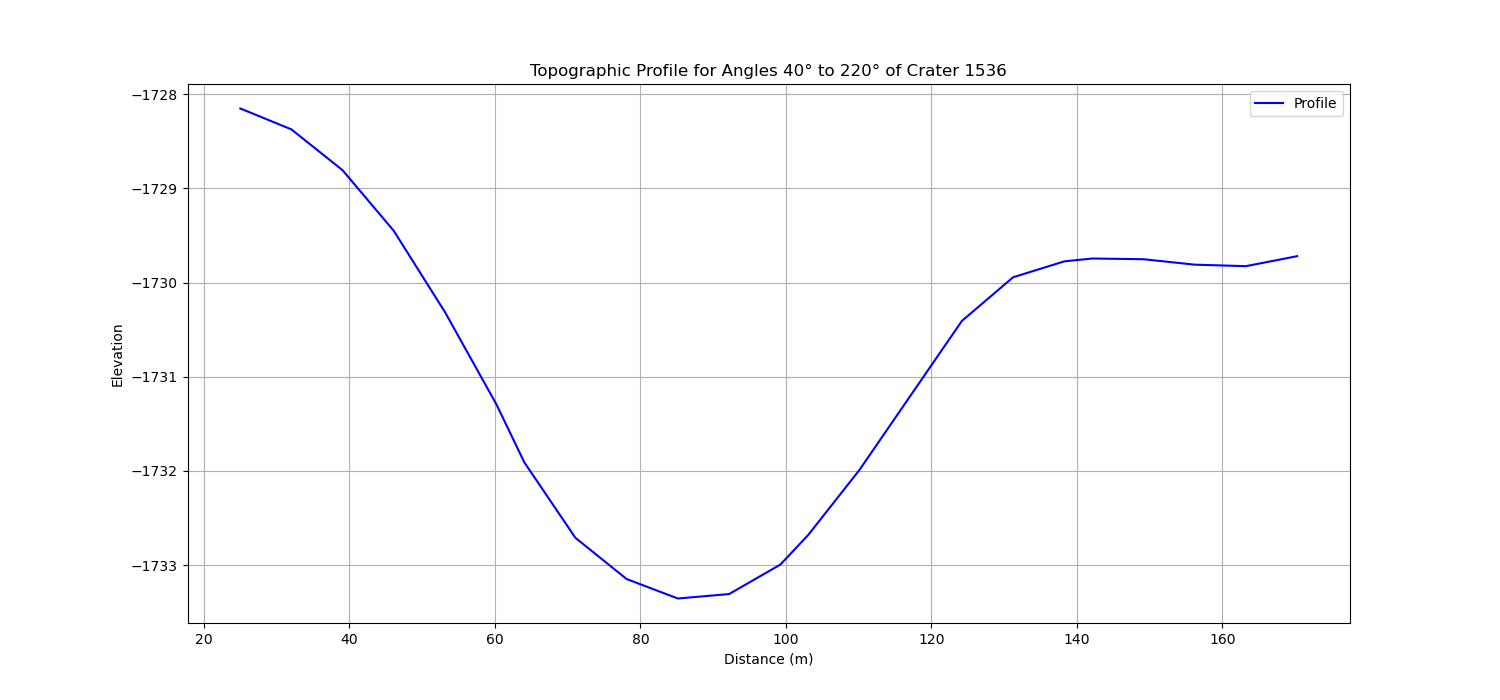 Topographic Profile for Angles 40° to 220° of Crater 1536
Profile
−1728
−1729
−1730
−1731
−1732
−1733
Elevation
20 40 60 80 100 120 140 160
Distance (m)